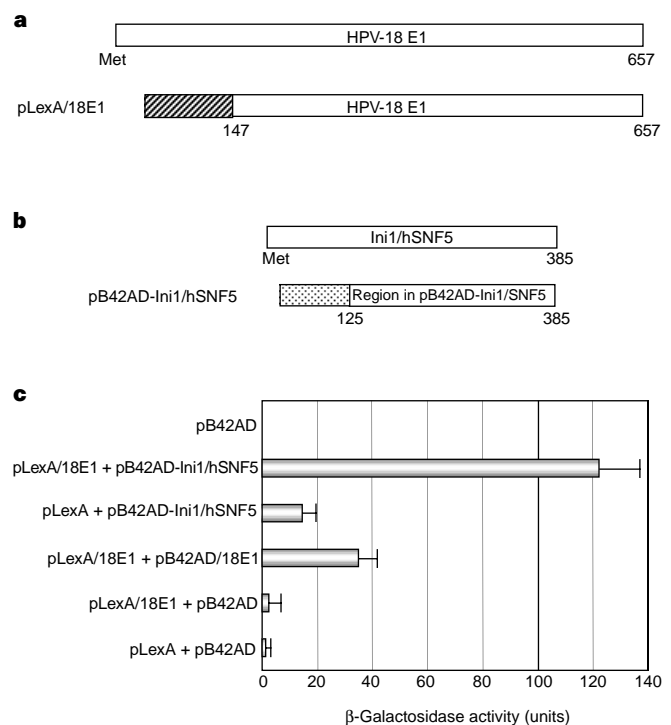 a
HPV-18 E1
Met 657
pLexA/18E1 HPV-18 E1
147 657
b
Ini1/hSNF5
Met 385
pB42AD-Ini1/hSNF5 Region in pB42AD-Ini1/SNF5
125 385
c
pB42AD
pLexA/18E1 + pB42AD-Ini1/hSNF5
pLexA + pB42AD-Ini1/hSNF5
pLexA/18E1 + pB42AD/18E1
pLexA/18E1 + pB42AD
pLexA + pB42AD
0 20 40 60 80 100 120 140
β-Galactosidase activity (units)